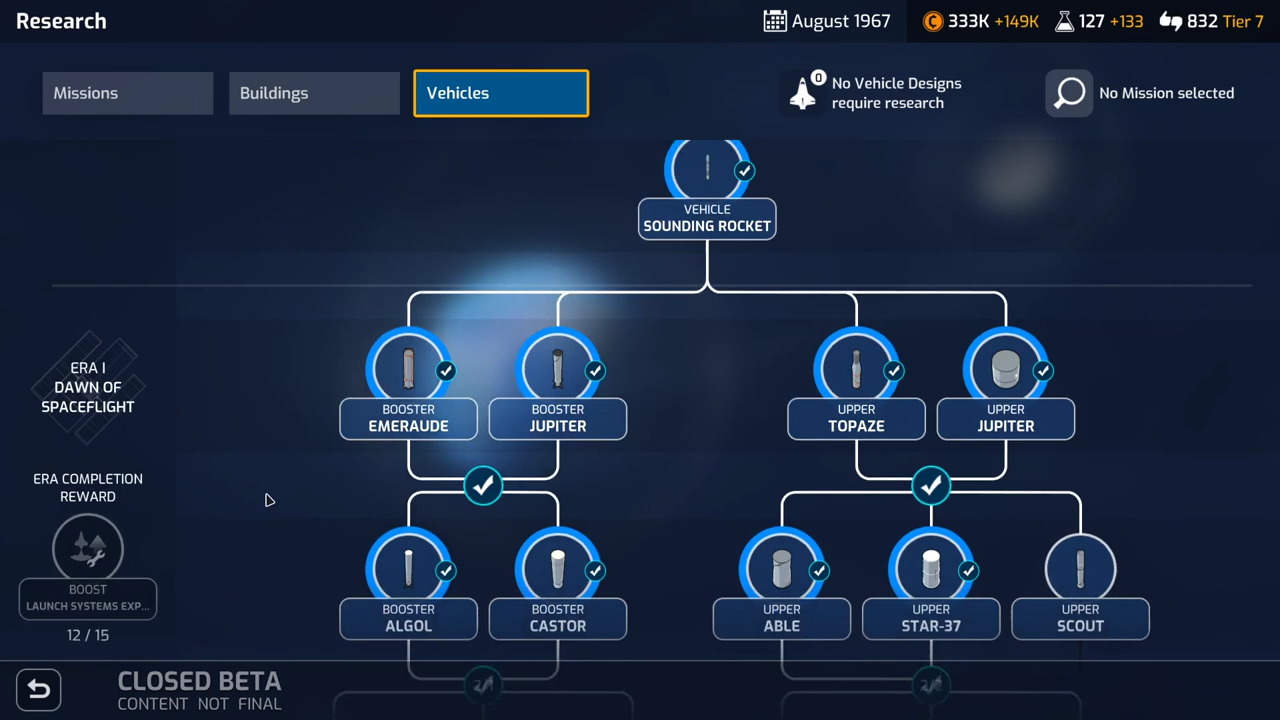 Research
August 1967
333K +149K
127 +133
832 Tier 7
Missions
Buildings
Vehicles
0
No Vehicle Designs
require research
No Mission selected
VEHICLE
SOUNDING ROCKET
ERA I
DAWN OF
SPACEFLIGHT
BOOSTER
EMERAUDE
BOOSTER
JUPITER
UPPER
TOPAZE
UPPER
JUPITER
ERA COMPLETION
REWARD
BOOST
LAUNCH SYSTEMS EXP...
12 / 15
BOOSTER
ALGOL
BOOSTER
CASTOR
UPPER
ABLE
UPPER
STAR-37
UPPER
SCOUT
CLOSED BETA
CONTENT NOT FINAL